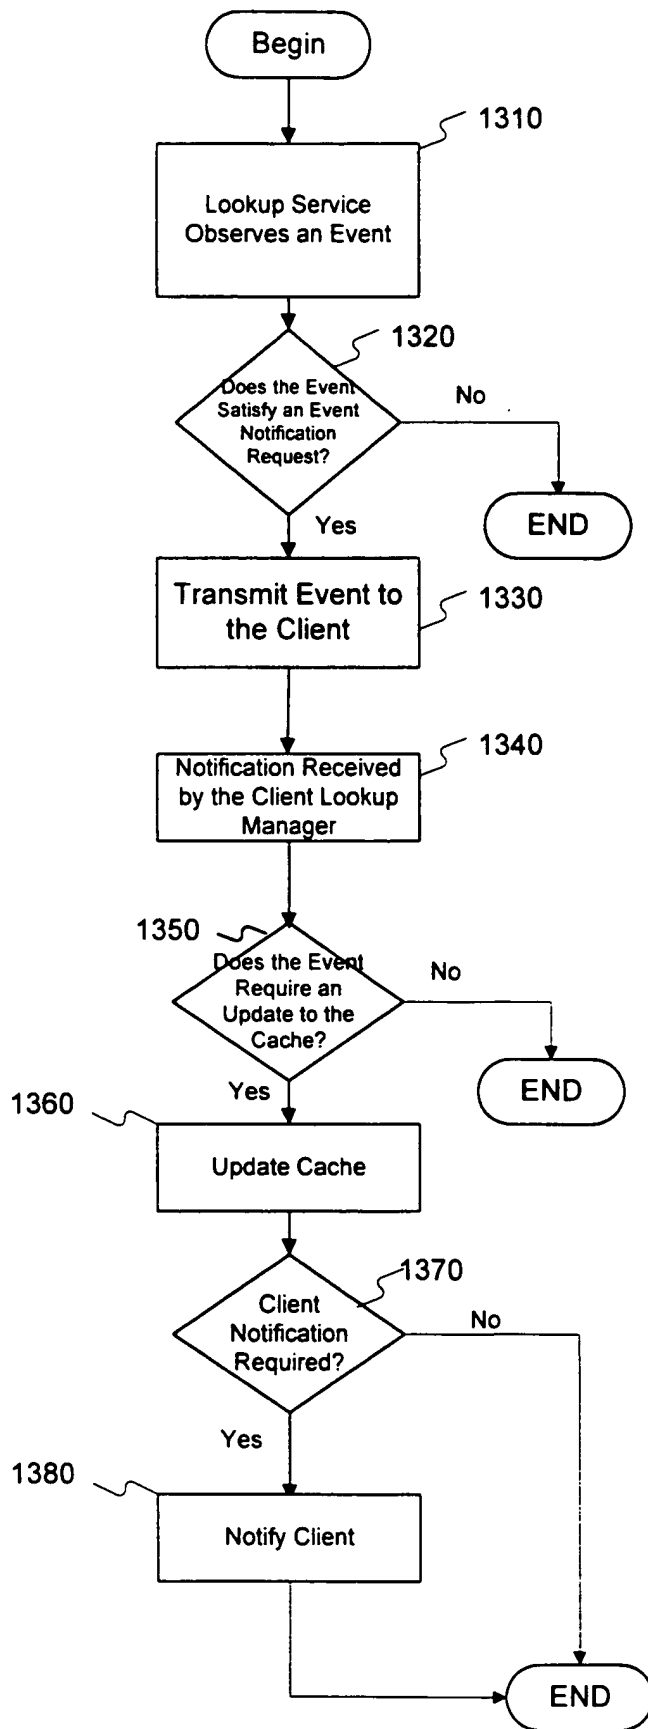 Begin
1310
Lookup Service
Observes an Event
1320
Does the Event
Satisfy an Event
Notification
Request?
No
END
Yes
Transmit Event to
the Client
1330
1340
Notification Received
by the Client Lookup
Manager
1350
Does the Event
Require an
Update to the
Cache?
No
END
Yes
1360
Update Cache
1370
Client
Notification
Required?
No
Yes
1380
Notify Client
END